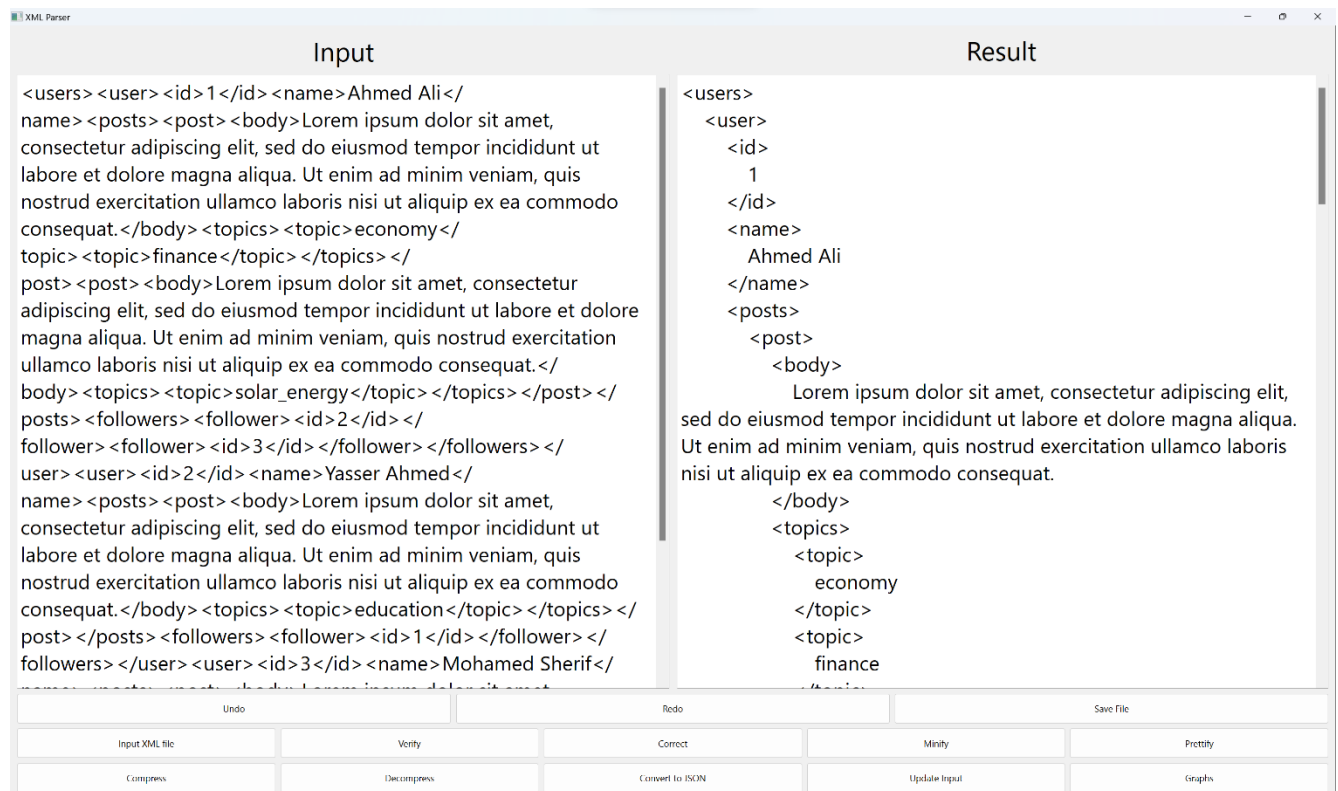 XML Parser
Input
<users><user><id>1</id><name>Ahmed Ali</
name><posts><post><body>Lorem ipsum dolor sit amet,
consectetur adipiscing elit, sed do eiusmod tempor incididunt ut
labore et dolore magna aliqua. Ut enim ad minim veniam, quis
nostrud exercitation ullamco laboris nisi ut aliquip ex ea commodo
consequat.</body><topics><topic>economy</
topic><topic>finance</topic></topics></
post><post><body>Lorem ipsum dolor sit amet, consectetur
adipiscing elit, sed do eiusmod tempor incididunt ut labore et dolore
magna aliqua. Ut enim ad minim veniam, quis nostrud exercitation
ullamco laboris nisi ut aliquip ex ea commodo consequat.</
body><topics><topic>solar_energy</topic></topics></post></
posts><followers><follower><id>2</id></
follower><follower><id>3</id></follower></followers></
user><user><id>2</id><name>Yasser Ahmed</
name><posts><post><body>Lorem ipsum dolor sit amet,
consectetur adipiscing elit, sed do eiusmod tempor incididunt ut
labore et dolore magna aliqua. Ut enim ad minim veniam, quis
nostrud exercitation ullamco laboris nisi ut aliquip ex ea commodo
consequat.</body><topics><topic>education</topic></topics></
post></posts><followers><follower><id>1</id></follower></
followers></user><user><id>3</id><name>Mohamed Sherif</
name><posts><post><body>Lorem ipsum dolor sit amet,
Result
<users>
<user>
<id>
1
</id>
<name>
Ahmed Ali
</name>
<posts>
<post>
<body>
Lorem ipsum dolor sit amet, consectetur adipiscing elit,
sed do eiusmod tempor incididunt ut labore et dolore magna aliqua.
Ut enim ad minim veniam, quis nostrud exercitation ullamco laboris
nisi ut aliquip ex ea commodo consequat.
</body>
<topics>
<topic>
economy
</topic>
<topic>
finance
</topic>
Undo
Redo
Save File
Input XML file
Verify
Correct
Minify
Prettify
Compress
Decompress
Convert to JSON
Update Input
Graphs